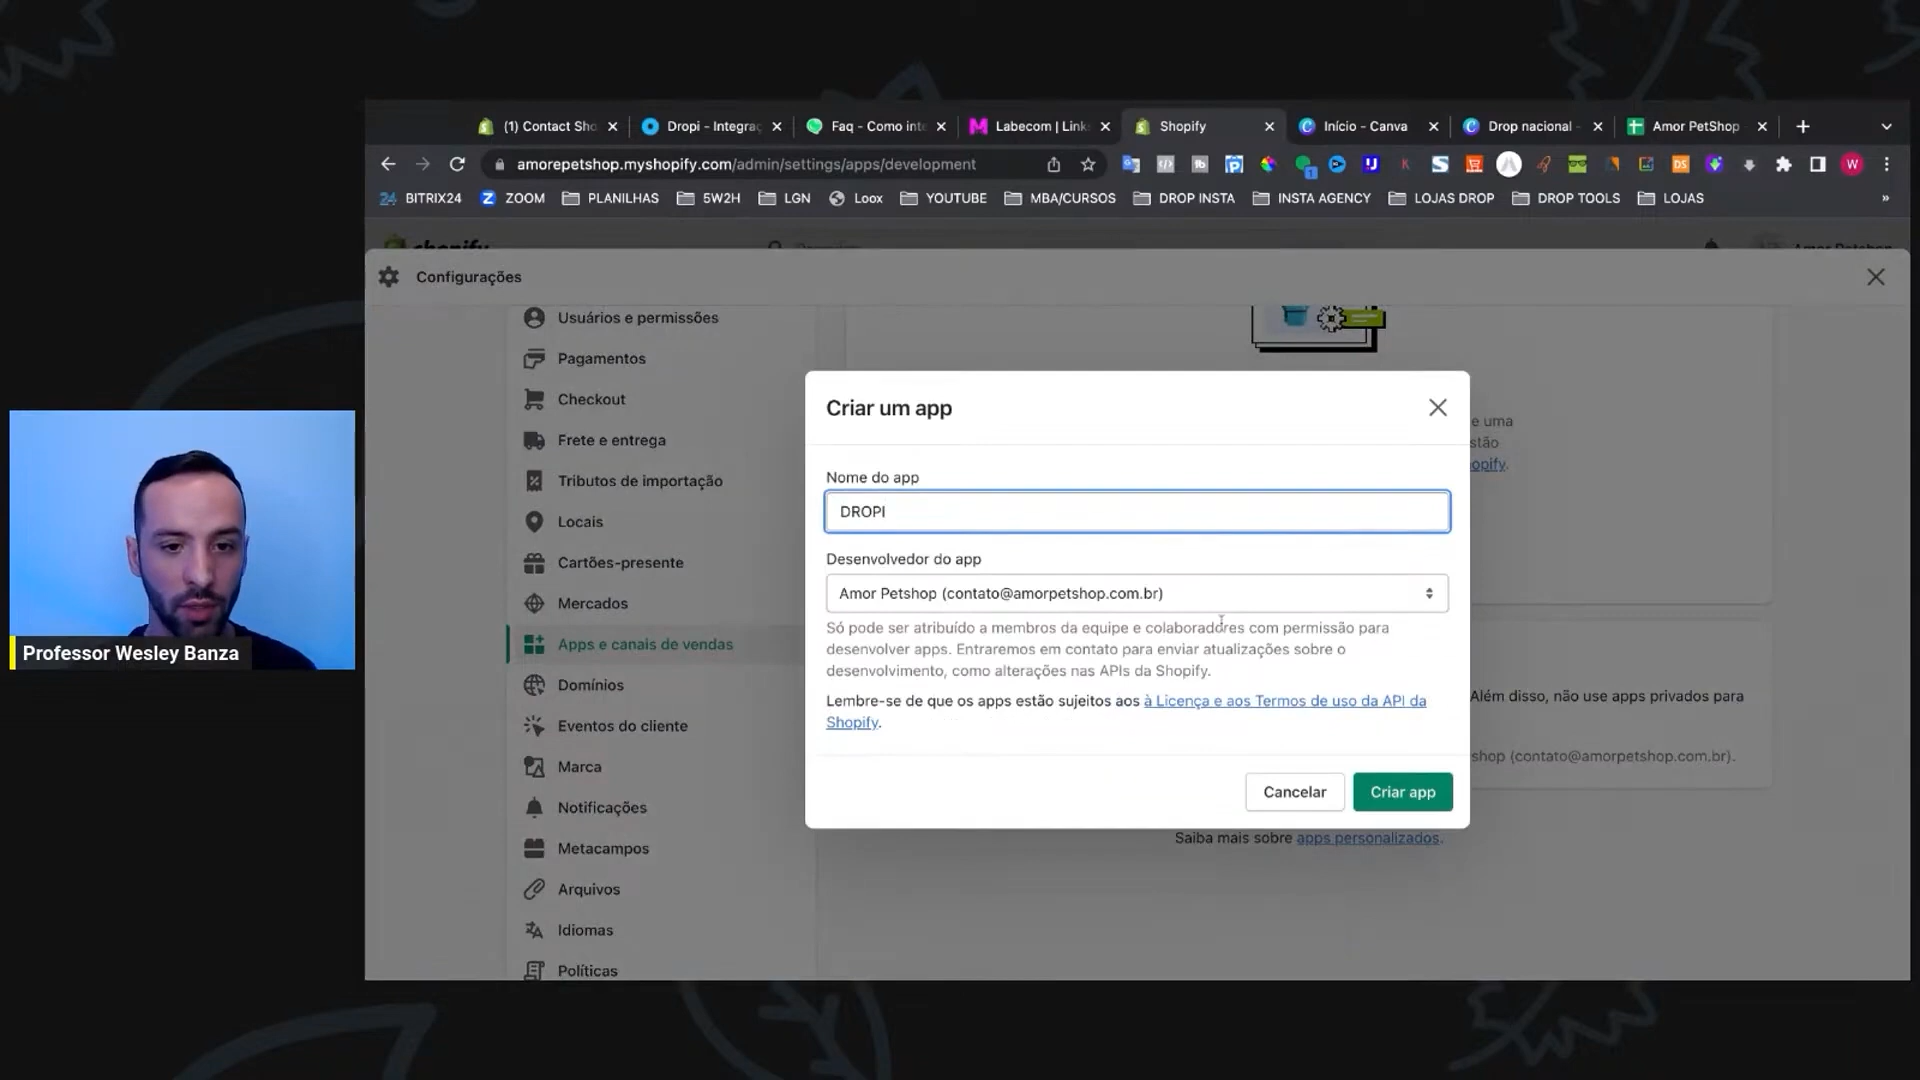 (1) Contact Sho
Dropi - Integraç
Faq - Como inte
Labecom | Link
Shopify
Início - Canva
Drop nacional -
Amor PetShop
amorepetshop.myshopify.com/admin/settings/apps/development
W
BITRIX24
ZOOM
PLANILHAS
5W2H
LGN
Loox
YOUTUBE
MBA/CURSOS
DROP INSTA
INSTA AGENCY
LOJAS DROP
DROP TOOLS
LOJAS
»
shopify
Amor Petshop
Configurações
Usuários e permissões
Pagamentos
Checkout
Frete e entrega
Tributos de importação
Locais
Cartões-presente
Mercados
Apps e canais de vendas
Domínios
Eventos do cliente
Marca
Notificações
Metacampos
Arquivos
Idiomas
Políticas
e uma
stão
opify.
Criar um app
Nome do app
DROPI
Desenvolvedor do app
Amor Petshop (contato@amorpetshop.com.br)
Só pode ser atribuído a membros da equipe e colaboradores com permissão para
desenvolver apps. Entraremos em contato para enviar atualizações sobre o
desenvolvimento, como alterações nas APIs da Shopify.
Lembre-se de que os apps estão sujeitos aos à Licença e aos Termos de uso da API da
Shopify.
Cancelar
Criar app
Além disso, não use apps privados para
shop (contato@amorpetshop.com.br).
Saiba mais sobre apps personalizados.
Professor Wesley Banza